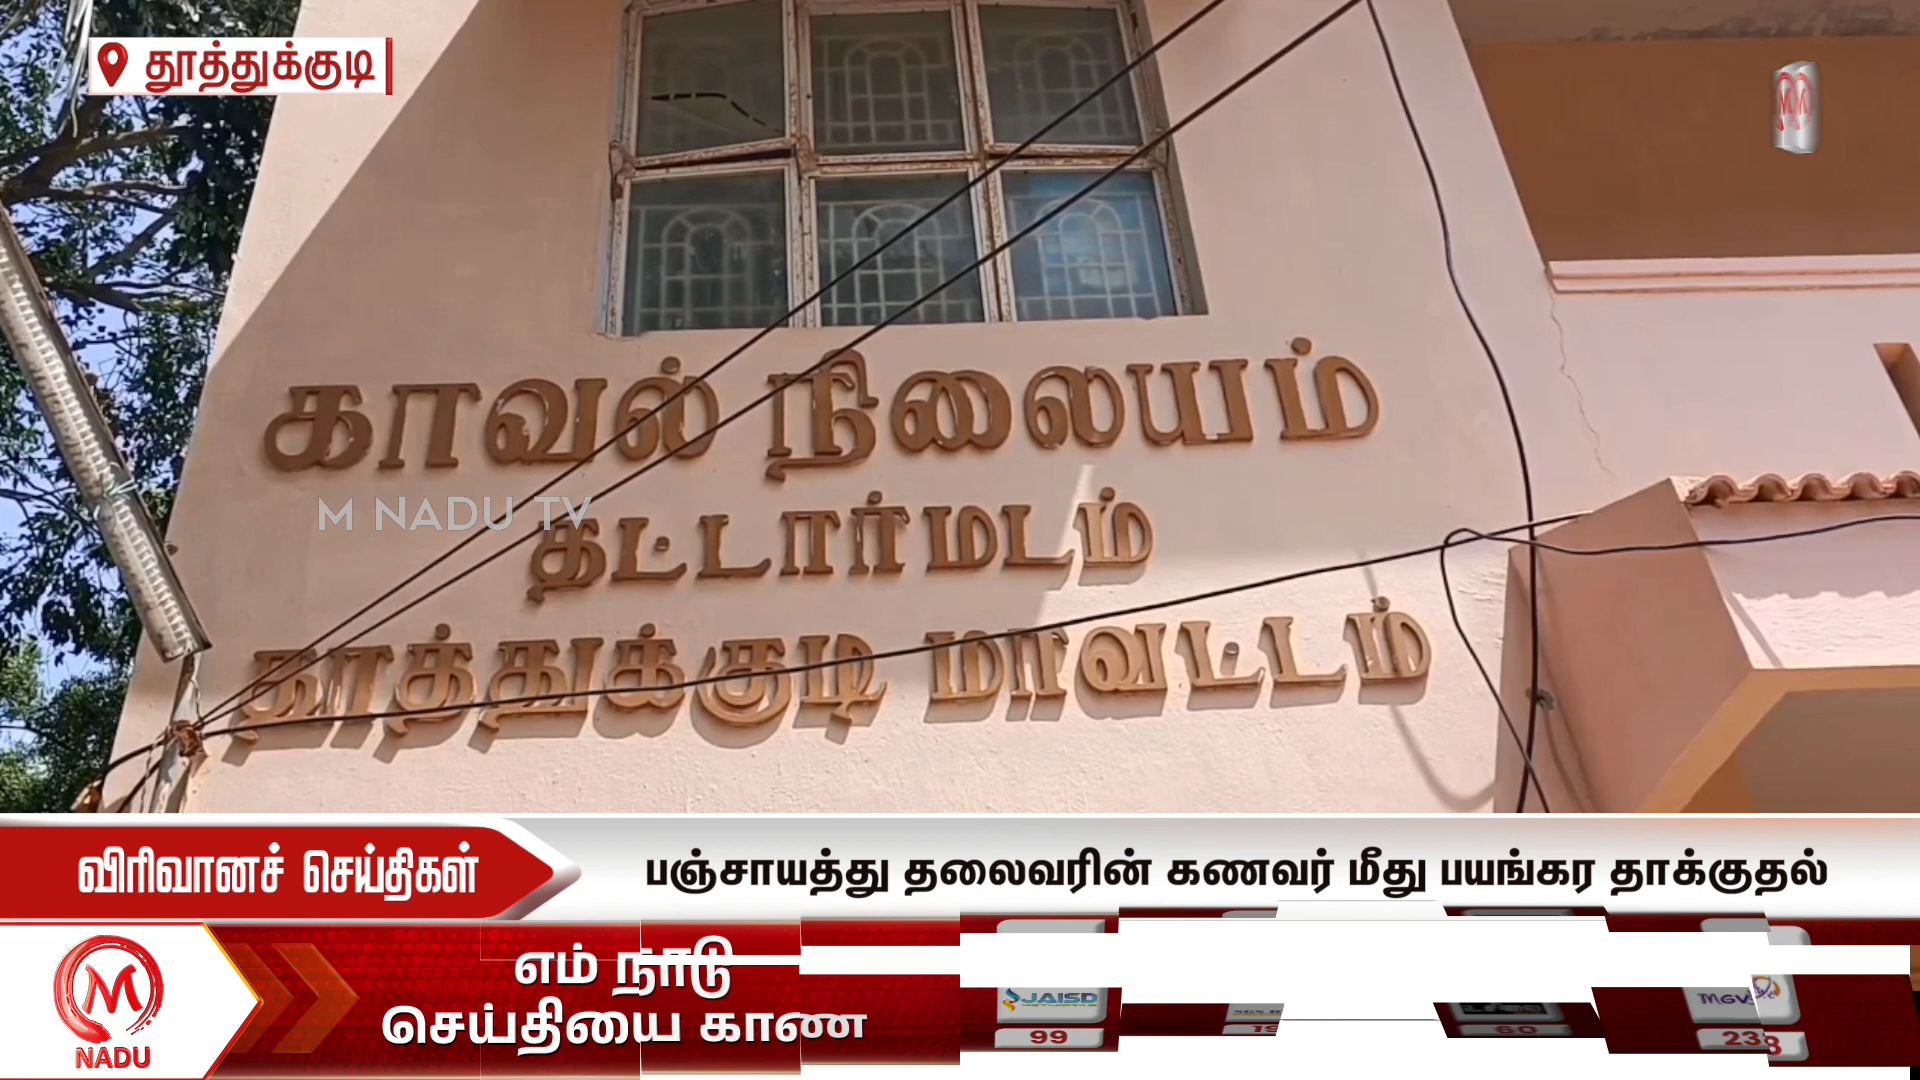 தூத்துக்குடி
காவல் நிலையம்
M NADU TV
தட்டார்மடம்
தூத்துக்குடி மாவட்டம்
விரிவானச் செய்திகள்
பஞ்சாயத்து தலைவரின் கணவர் மீது பயங்கர தாக்குதல்
எம் நாடு
செய்தியை காண
M
NADU
JAISD
99
60